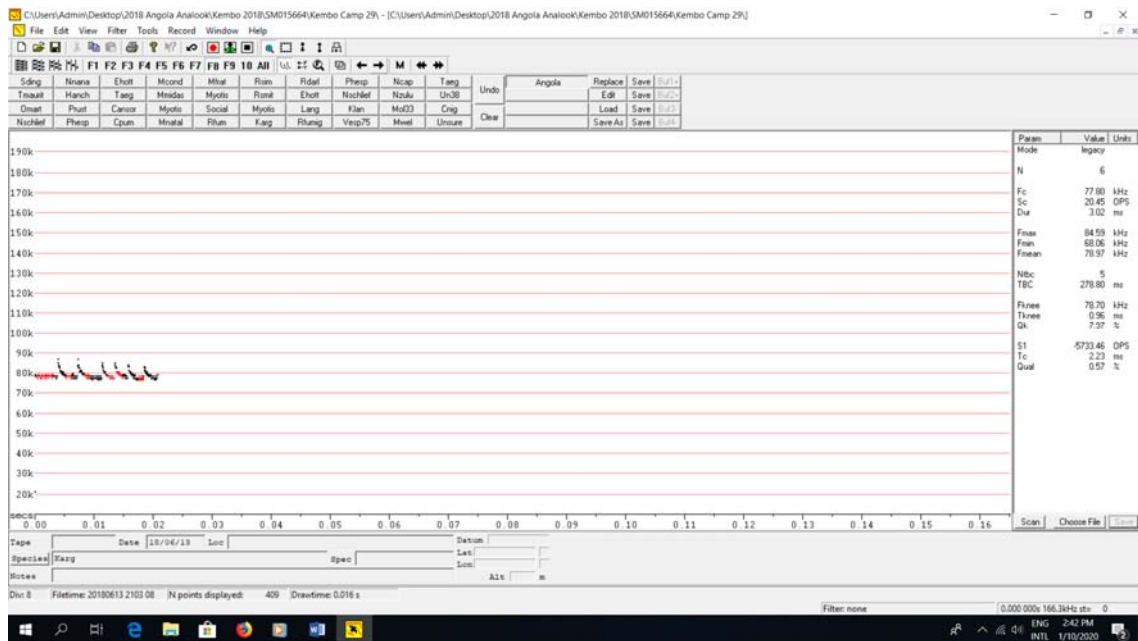 C:\Users\Admin\Desktop\2018 Angola Analook\Kembo 2018\SM015664\Kembo Camp 29\ - [C:\Users\Admin\Desktop\2018 Angola Analook\Kembo 2018\SM015664\Kembo Camp 29\]
File Edit View Filter Tools Record Window Help
F1 F2 F3 F4 F5 F6 F7 F8 F9 10 All M
Sding Nnana Ehott Mcond Mfrat Rsim Rdarl Phesp Ncap Taeg Undo Angola Replace Save
Tmaurit Hanch Taeg Mmidas Myotis Rsmit Ehott Nschlief Nzulu Un38 Edit Save
Omart Prust Cansor Myotis Social Myotis Lang Klan Mol33 Cnig Clear Load Save
Nschlief Phesp Cpum Mnatal Rfum Karg Rfumig Vesp75 Mwel Unsure Save As Save
Param Value Units
Mode legacy
N 6
Fc 77.80 kHz
Sc 20.45 OPS
Dur 3.02 ms
Fmax 84.59 kHz
Fmin 68.06 kHz
Fmean 78.97 kHz
Ntbc 5
TBC 278.80 ms
Fknee 78.70 kHz
Tknee 0.96 ms
Qk 7.97 %
S1 -5733.46 OPS
Tc 2.23 ms
Qual 0.57 %
190k
180k
170k
160k
150k
140k
130k
120k
110k
100k
90k
80k
70k
60k
50k
40k
30k
20k
secs
0.00 0.01 0.02 0.03 0.04 0.05 0.06 0.07 0.08 0.09 0.10 0.11 0.12 0.13 0.14 0.15 0.16
Scan Choose File Save
Tape Date 18/06/13 Loc Datum
Species Karg Spec Lat
Lon
Notes Alt m
Div: 8 Filetime: 20180613 2103 08 N points displayed: 409 Drawtime: 0.016 s
Filter: none 0.000 000s 166.3kHz st= 0
ENG 2:42 PM
INTL 1/10/2020